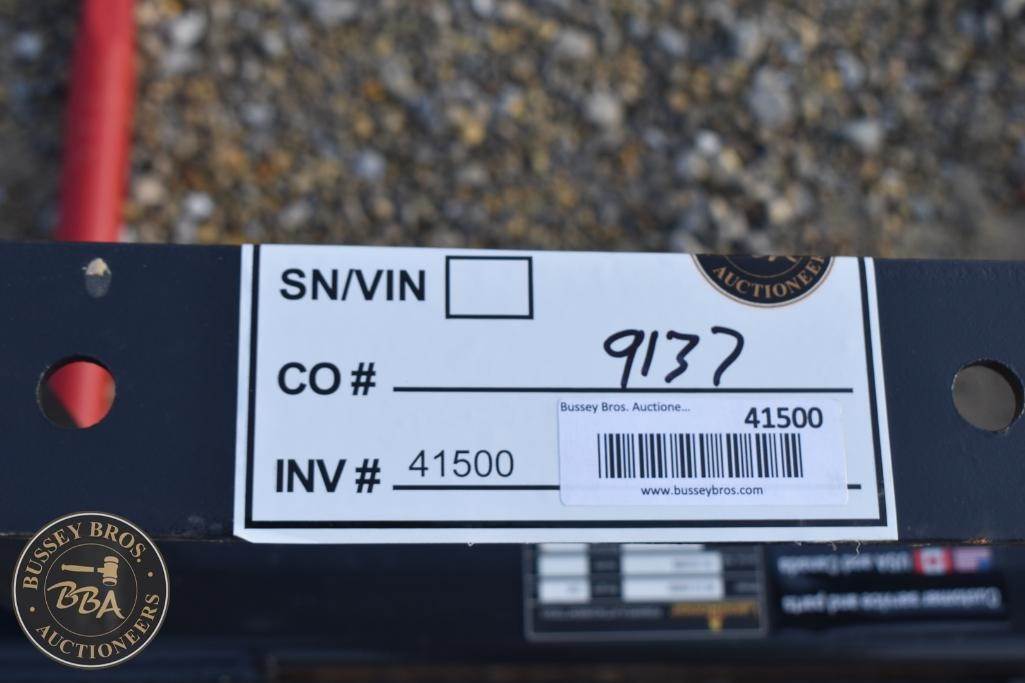 AUCTIONEERS
SN/VIN
CO # 9137
Bussey Bros. Auctione...
41500
INV # 41500
www.busseybros.com
BUSSEY BROS.
BBA
AUCTIONEERS
Customer service and parts
USA and Canada